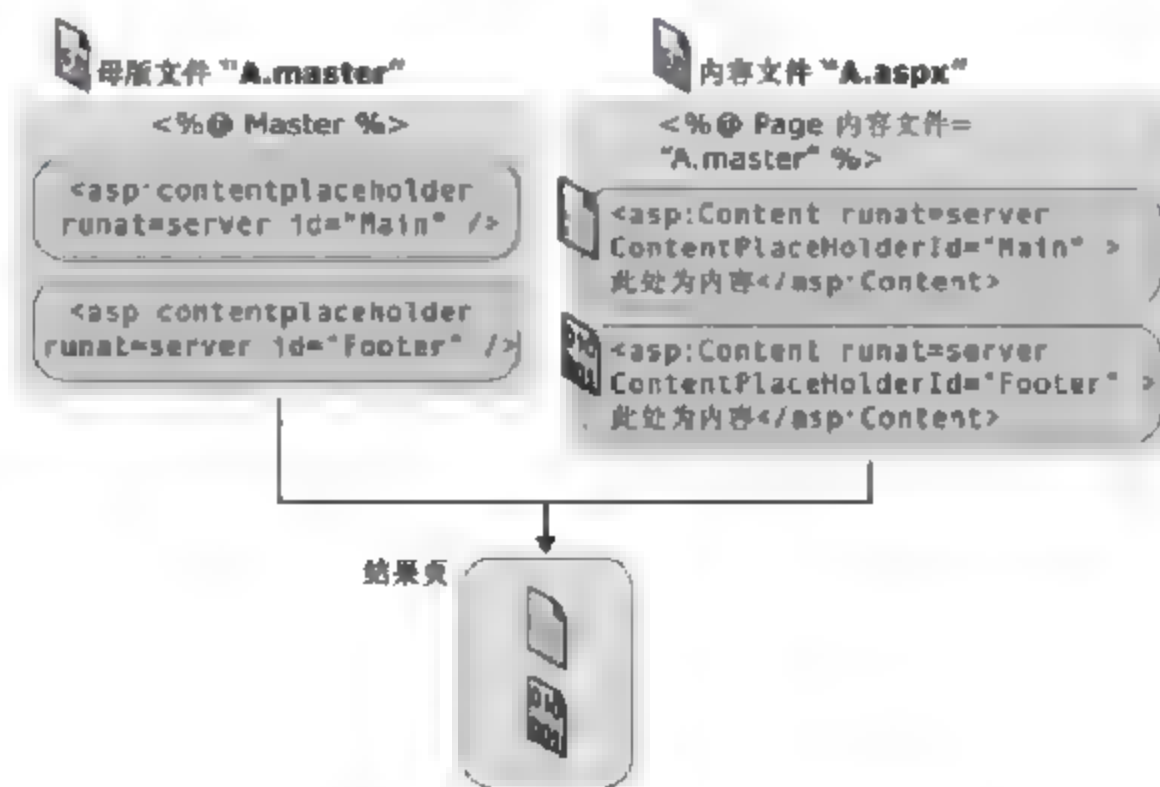 母版文件 "A.master"
<%@ Master %>
<asp:contentplaceholder
runat=server id="Main" />
<asp contentplaceholder
runat=server id="Footer" />
内容文件 "A.aspx"
<%@ Page 内容文件=
"A.master" %>
<asp:Content runat=server
ContentPlaceHolderId="Main" >
此处为内容</asp:Content>
<asp:Content runat=server
ContentPlaceHolderId="Footer" >
此处为内容</asp:Content>
结果页